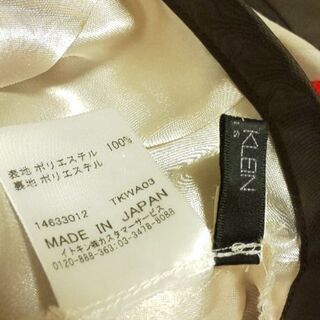 表地 ポリエステル 100%
裏地 ポリエステル
14633012 TKWA03
MADE IN JAPAN
イトキン(株)カスタマーサービス
0120-888-363:03-3478-8088
KLEIN